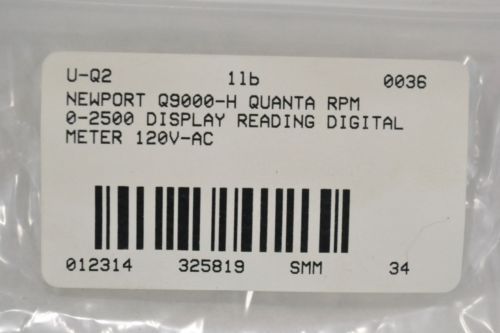 U-Q2 1lb 0036
NEWPORT Q9000-H QUANTA RPM
0-2500 DISPLAY READING DIGITAL
METER 120V-AC
012314 325819 SMM 34